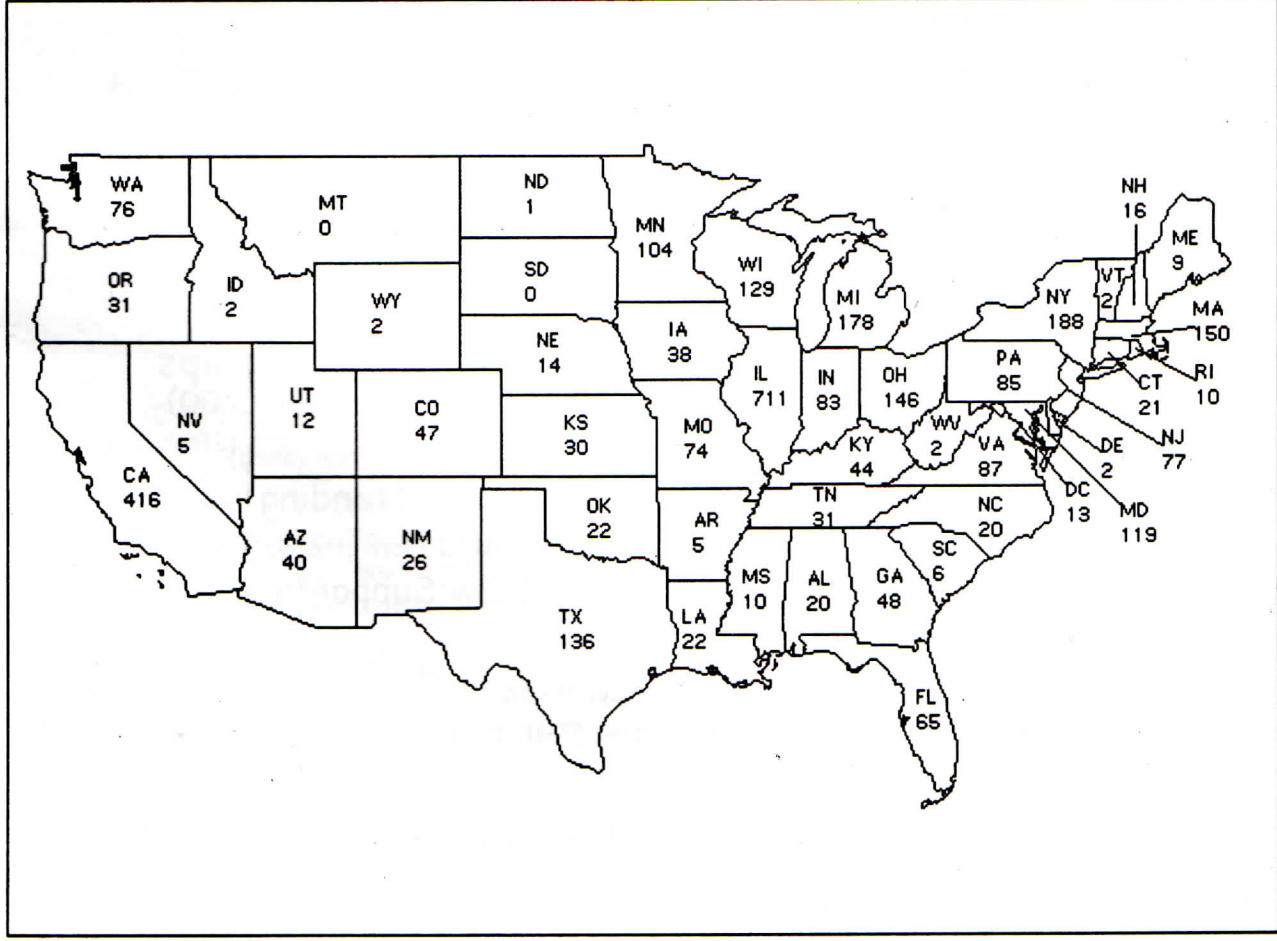 WA
76
MT
0
ND
1
MN
104
NH
16
ME
9
OR
31
ID
2
WY
2
SD
0
WI
129
MI
178
NY
188
VT
2
MA
150
NE
14
IA
38
IL
711
IN
83
OH
146
PA
85
CT
21
RI
10
NV
5
UT
12
CO
47
KS
30
MO
74
KY
44
WV
2
VA
87
DE
2
NJ
77
CA
416
AZ
40
NM
26
OK
22
AR
5
TN
31
NC
20
DC
13
MD
119
TX
136
LA
22
MS
10
AL
20
GA
48
SC
6
FL
65